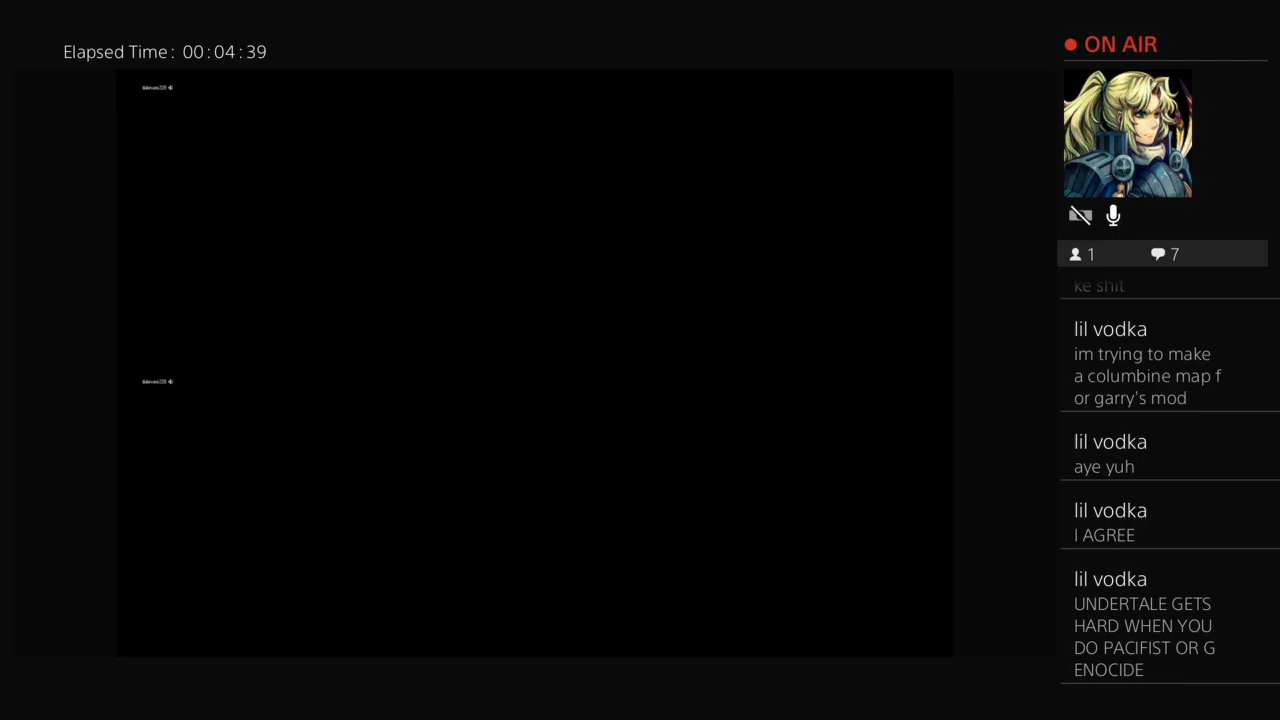 Elapsed Time: 00:04:39
ON AIR
1 7
ke shit
lil vodka
im trying to make
a columbine map f
or garry's mod
lil vodka
aye yuh
lil vodka
I AGREE
lil vodka
UNDERTALE GETS
HARD WHEN YOU
DO PACIFIST OR G
ENOCIDE